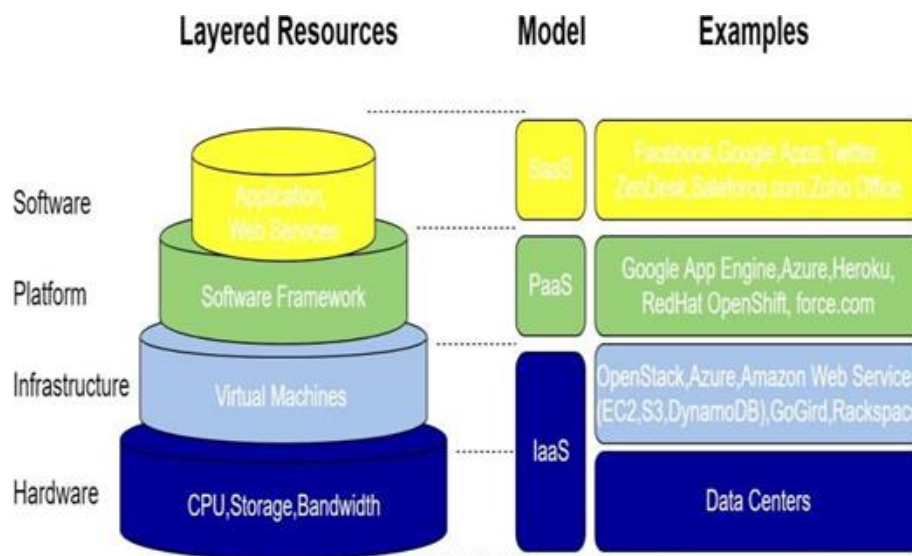 Layered Resources Model Examples
Software
Application,
Web Services
SaaS
Facebook,Google Apps,Twitter,
ZenDesk,Saleforce.com,Zoho Office
Platform
Software Framework
PaaS
Google App Engine,Azure,Heroku,
RedHat OpenShift, force.com
Infrastructure
Virtual Machines
OpenStack,Azure,Amazon Web Services
(EC2,S3,DynamoDB),GoGird,Rackspace
IaaS
Hardware
CPU,Storage,Bandwidth
Data Centers